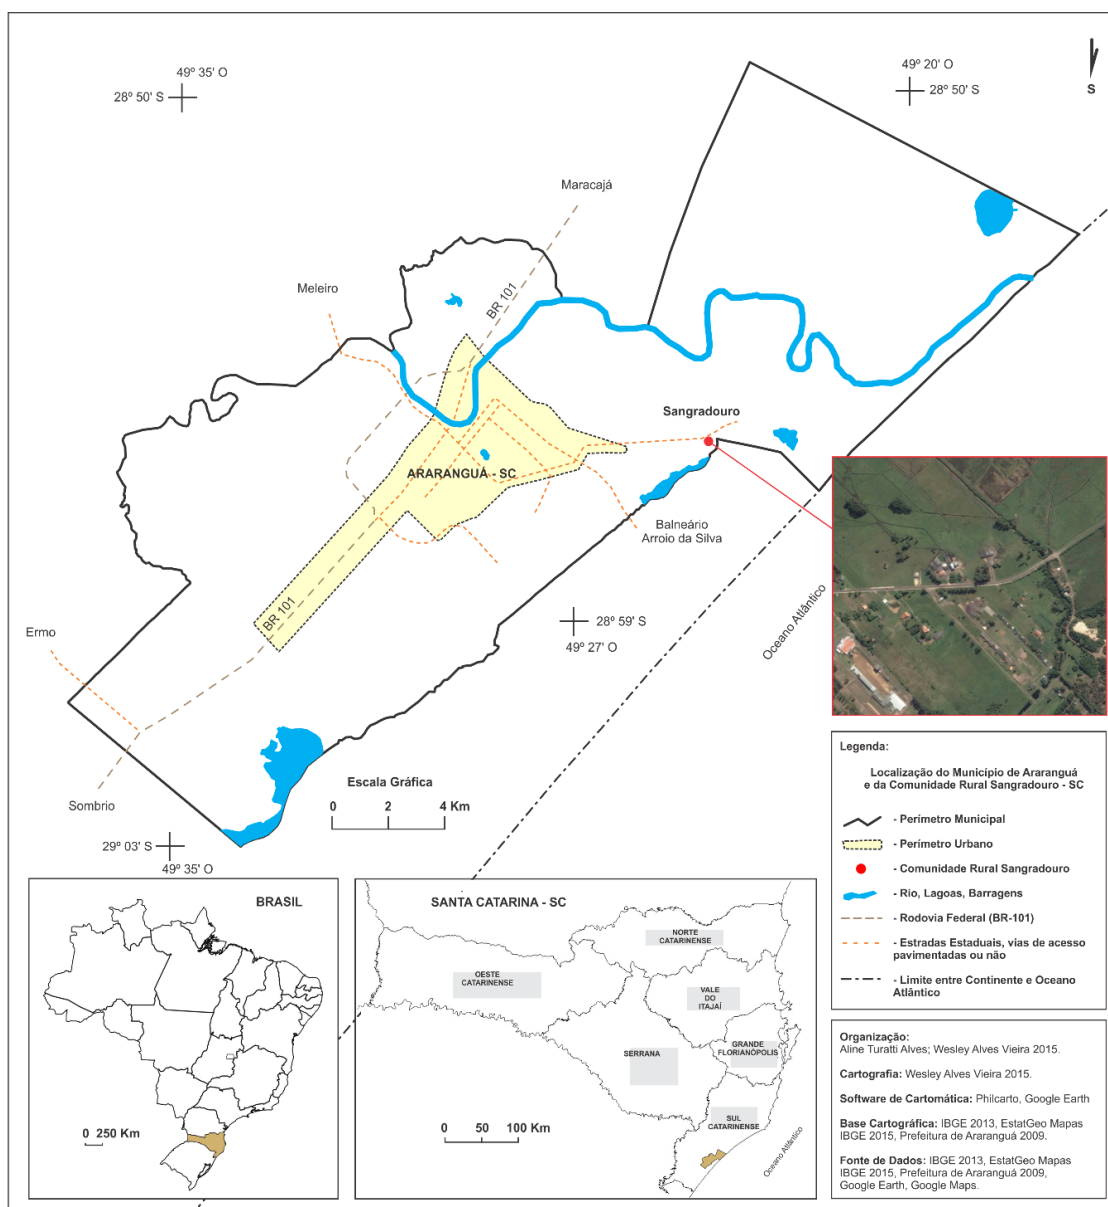 49º 35' O
28º 50' S
49º 20' O
28º 50' S
S
Maracajá
Meleiro
BR 101
Sangradouro
ARARANGUÁ - SC
Balneário
Arroio da Silva
Oceano Atlântico
BR 101
28º 59' S
49º 27' O
Ermo
Sombrio
Escala Gráfica
0 2 4 Km
29º 03' S
49º 35' O
Legenda:
Localização do Município de Araranguá
e da Comunidade Rural Sangradouro - SC
- Perímetro Municipal
- Perímetro Urbano
- Comunidade Rural Sangradouro
- Rio, Lagoas, Barragens
- Rodovia Federal (BR-101)
- Estradas Estaduais, vias de acesso
pavimentadas ou não
- Limite entre Continente e Oceano
Atlântico
BRASIL
0 250 Km
SANTA CATARINA - SC
NORTE
CATARINENSE
OESTE
CATARINENSE
VALE
DO
ITAJAÍ
GRANDE
FLORIANÓPOLIS
SERRANA
SUL
CATARINENSE
0 50 100 Km
Oceano Atlântico
Organização:
Aline Turatti Alves; Wesley Alves Vieira 2015.
Cartografia: Wesley Alves Vieira 2015.
Software de Cartomática: Philcarto, Google Earth
Base Cartográfica: IBGE 2013, EstatGeo Mapas
IBGE 2015, Prefeitura de Araranguá 2009.
Fonte de Dados: IBGE 2013, EstatGeo Mapas
IBGE 2015, Prefeitura de Araranguá 2009,
Google Earth, Google Maps.